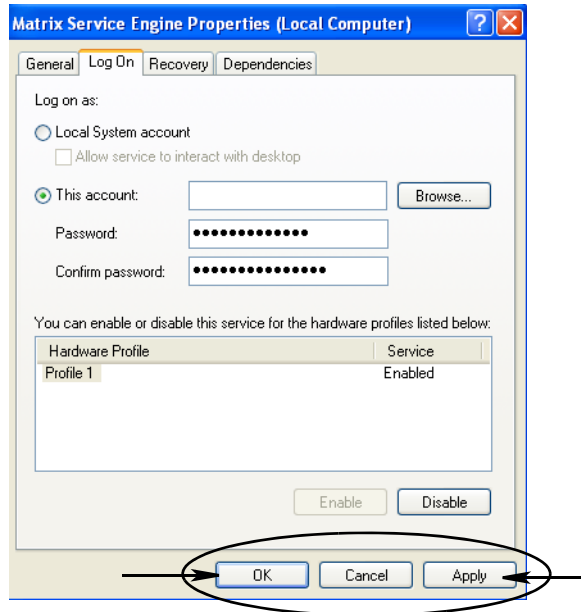 Matrix Service Engine Properties (Local Computer)
General Log On Recovery Dependencies
Log on as:
Local System account
Allow service to interact with desktop
This account: Browse...
Password: •••••••••••••
Confirm password: •••••••••••••••
You can enable or disable this service for the hardware profiles listed below:
Hardware Profile Service
Profile 1 Enabled
Enable Disable
OK Cancel Apply